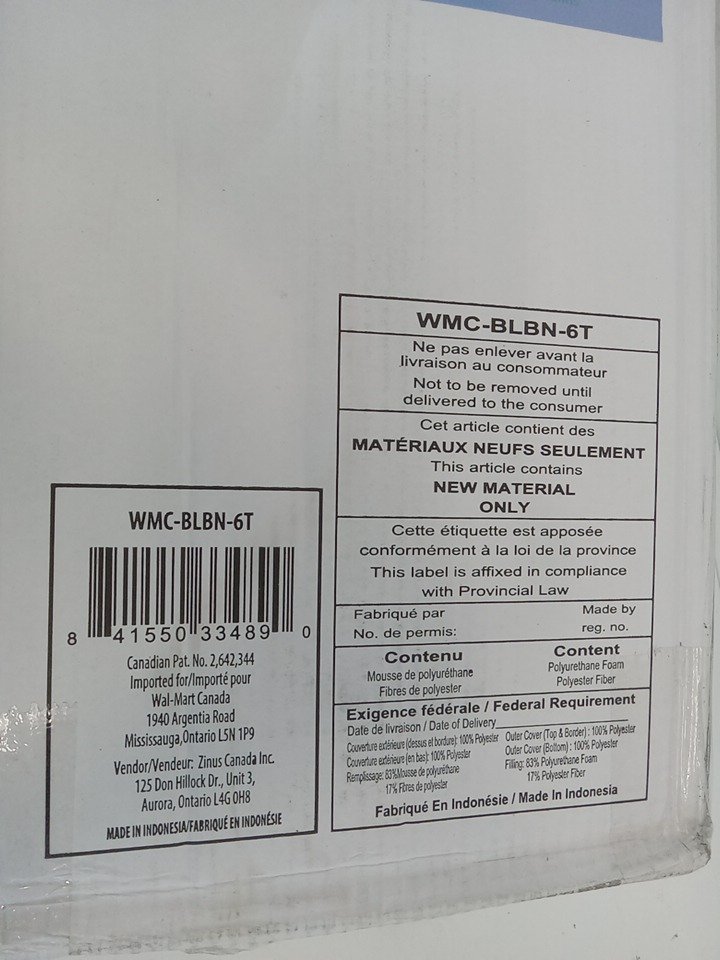 WMC-BLBN-6T
Ne pas enlever avant la
livraison au consommateur
Not to be removed until
delivered to the consumer
Cet article contient des
MATÉRIAUX NEUFS SEULEMENT
This article contains
NEW MATERIAL
ONLY
Cette étiquette est apposée
conformément à la loi de la province
This label is affixed in compliance
with Provincial Law
Fabriqué par Made by
No. de permis: reg. no.
Contenu Content
Mousse de polyuréthane Polyurethane Foam
Fibres de polyester Polyester Fiber
Exigence fédérale / Federal Requirement
Date de livraison / Date of Delivery
Couverture extérieure (dessus et bordure): 100% Polyester Outer Cover (Top & Border) : 100% Polyester
Couverture extérieure (en bas): 100% Polyester Outer Cover (Bottom) : 100% Polyester
Remplissage: 83%Mousse de polyuréthane Filling: 83% Polyurethane Foam
17% Fibres de polyester 17% Polyester Fiber
Fabriqué En Indonésie / Made In Indonesia
WMC-BLBN-6T
8 41550 33489 0
Canadian Pat. No. 2,642,344
Imported for/Importé pour
Wal-Mart Canada
1940 Argentia Road
Mississauga,Ontario L5N 1P9
Vendor/Vendeur: Zinus Canada Inc.
125 Don Hillock Dr., Unit 3,
Aurora, Ontario L4G 0H8
MADE IN INDONESIA/FABRIQUÉ EN INDONÉSIE